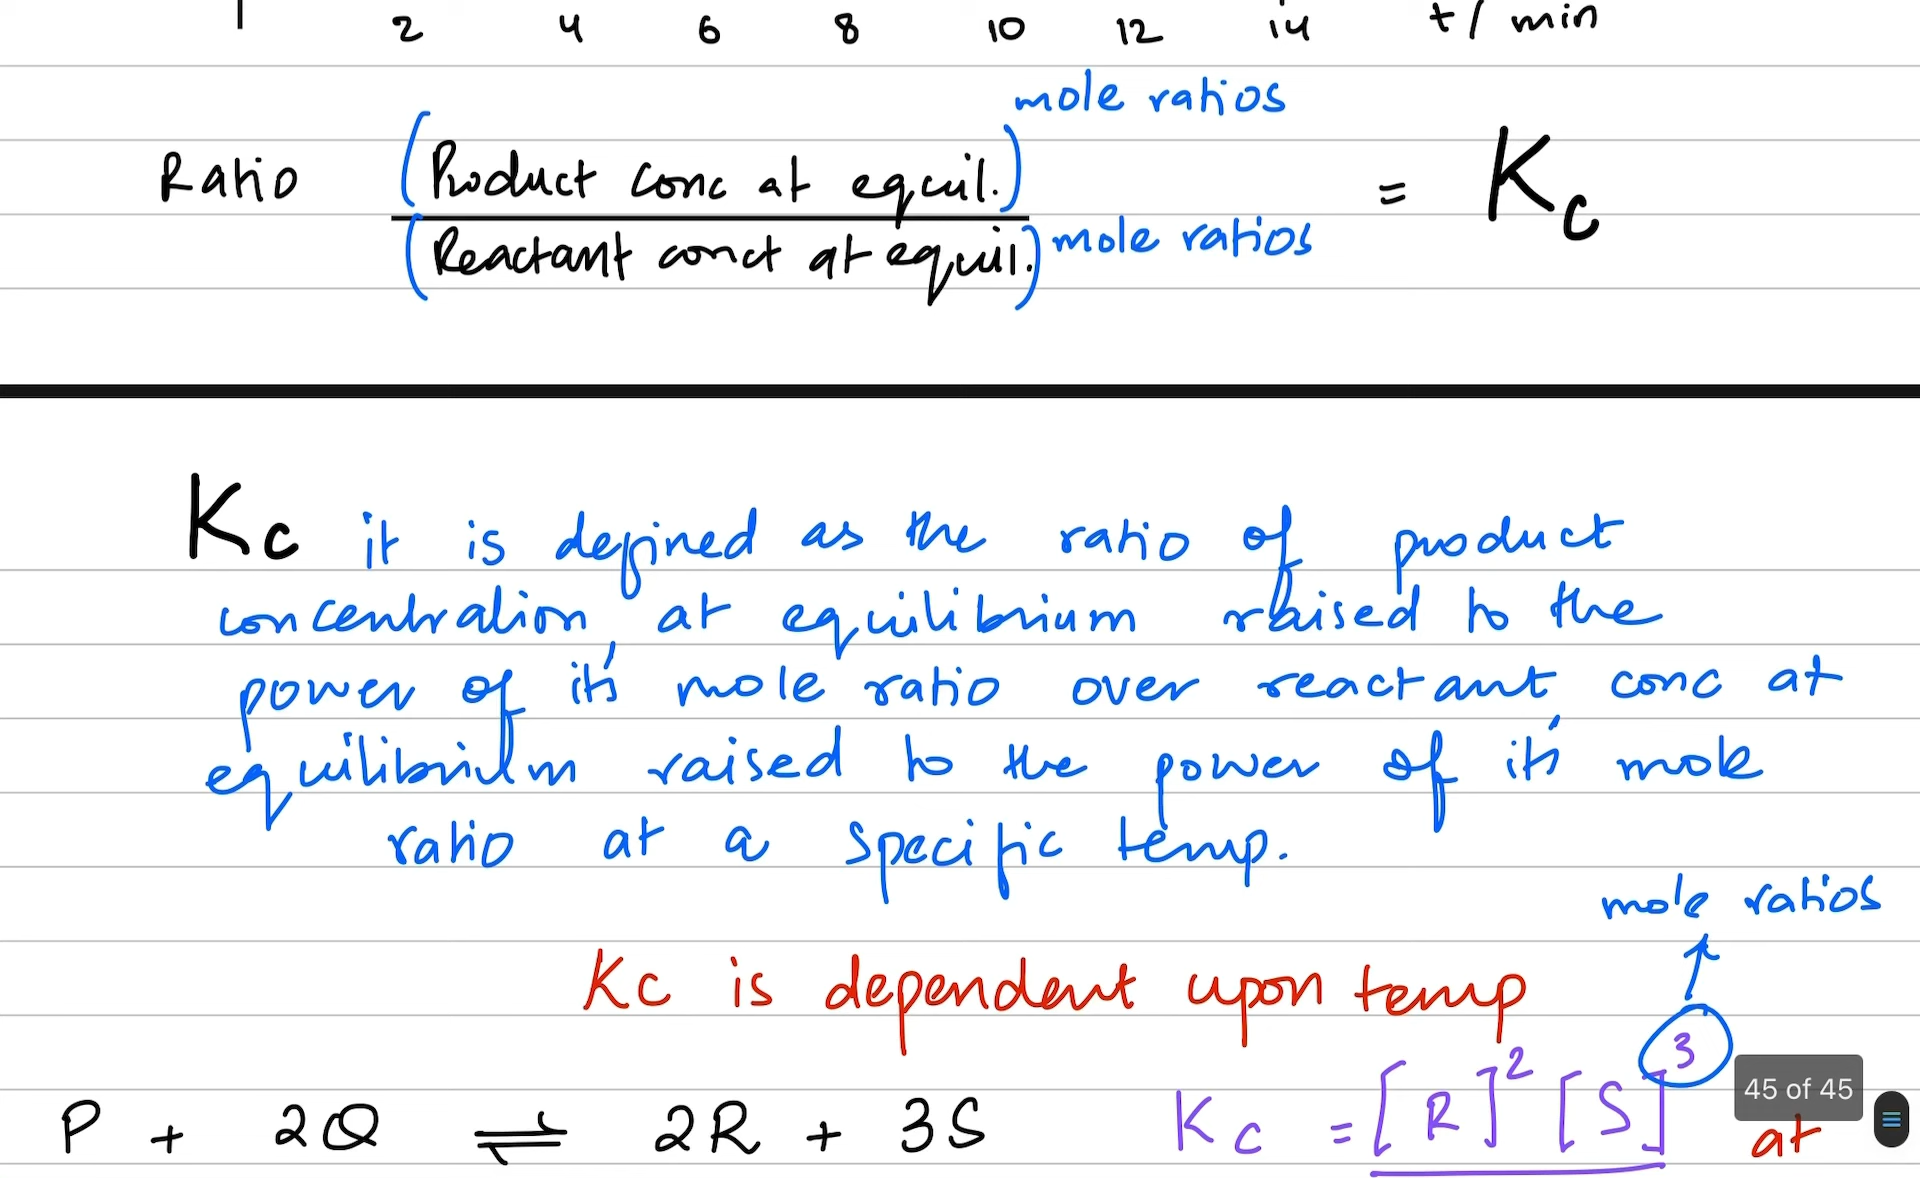 2 4 6 8 10 12 14 t / min
mole ratios
Ratio (Product conc at equil.) = Kc
(Reactant conct at equil.) mole ratios
Kc it is defined as the ratio of product
concentration at equilibrium raised to the
power of it's mole ratio over reactant conc at
equilibrium raised to the power of it's mole
ratio at a specific temp.
mole ratios
Kc is dependent upon temp
P + 2Q ⇌ 2R + 3S Kc = [R]² [S]³ at
45 of 45